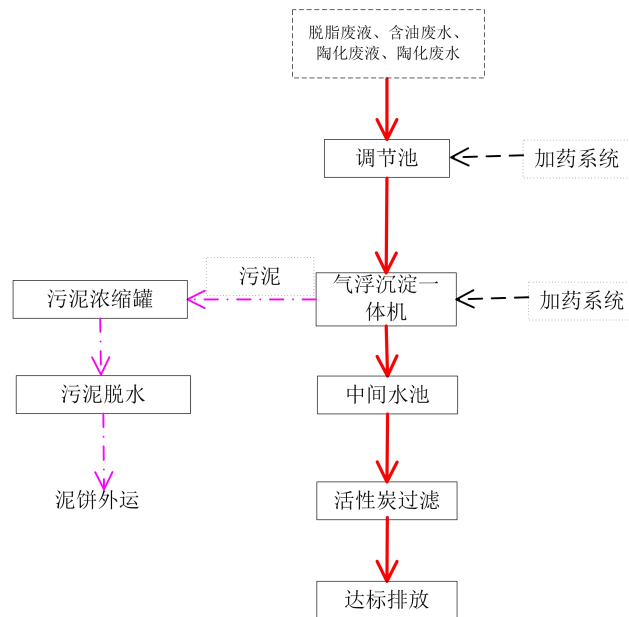 脱脂废液、含油废水、
陶化废液、陶化废水
调节池
加药系统
污泥
气浮沉淀一
体机
污泥浓缩罐
加药系统
污泥脱水
中间水池
泥饼外运
活性炭过滤
达标排放